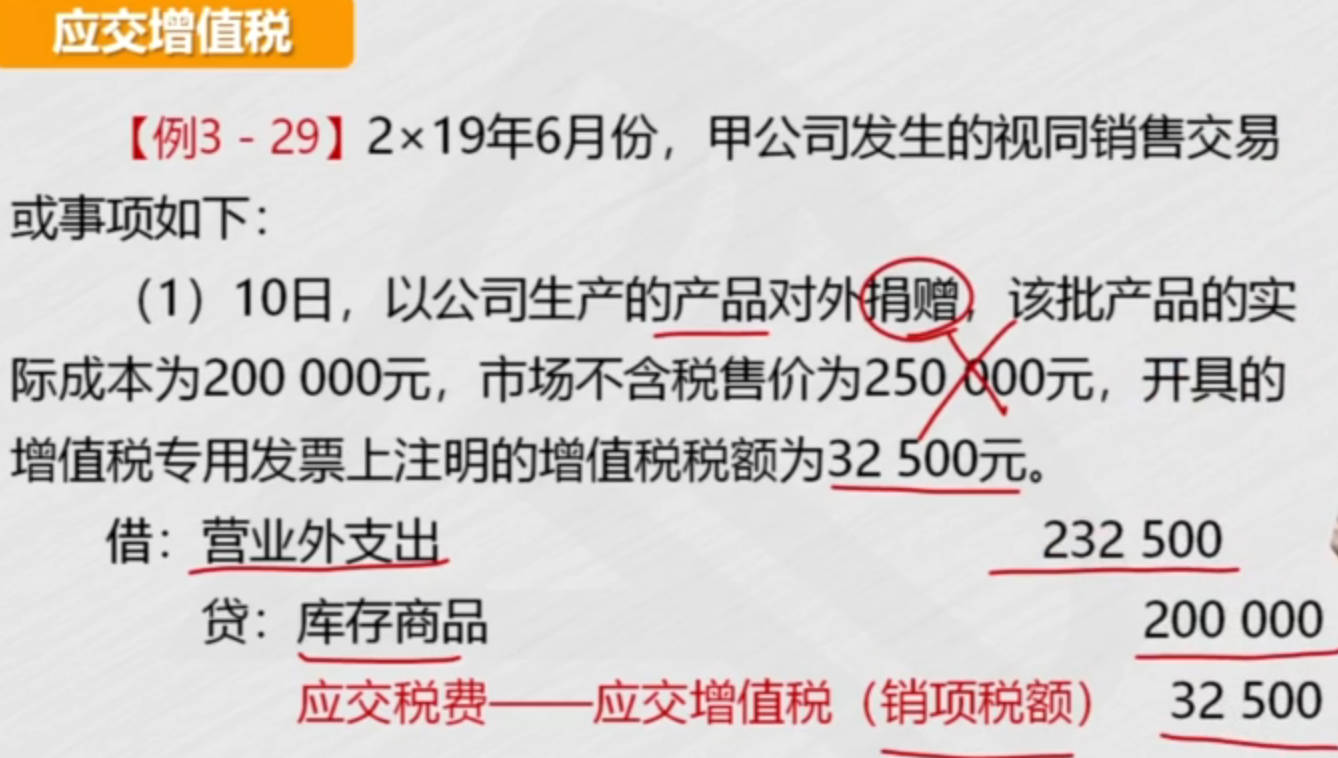 应交增值税
【例3-29】2×19年6月份，甲公司发生的视同销售交易
或事项如下：
（1）10日，以公司生产的产品对外捐赠，该批产品的实
际成本为200 000元，市场不含税售价为250 000元，开具的
增值税专用发票上注明的增值税税额为32 500元。
借：营业外支出 232 500
贷：库存商品 200 000
应交税费——应交增值税（销项税额） 32 500